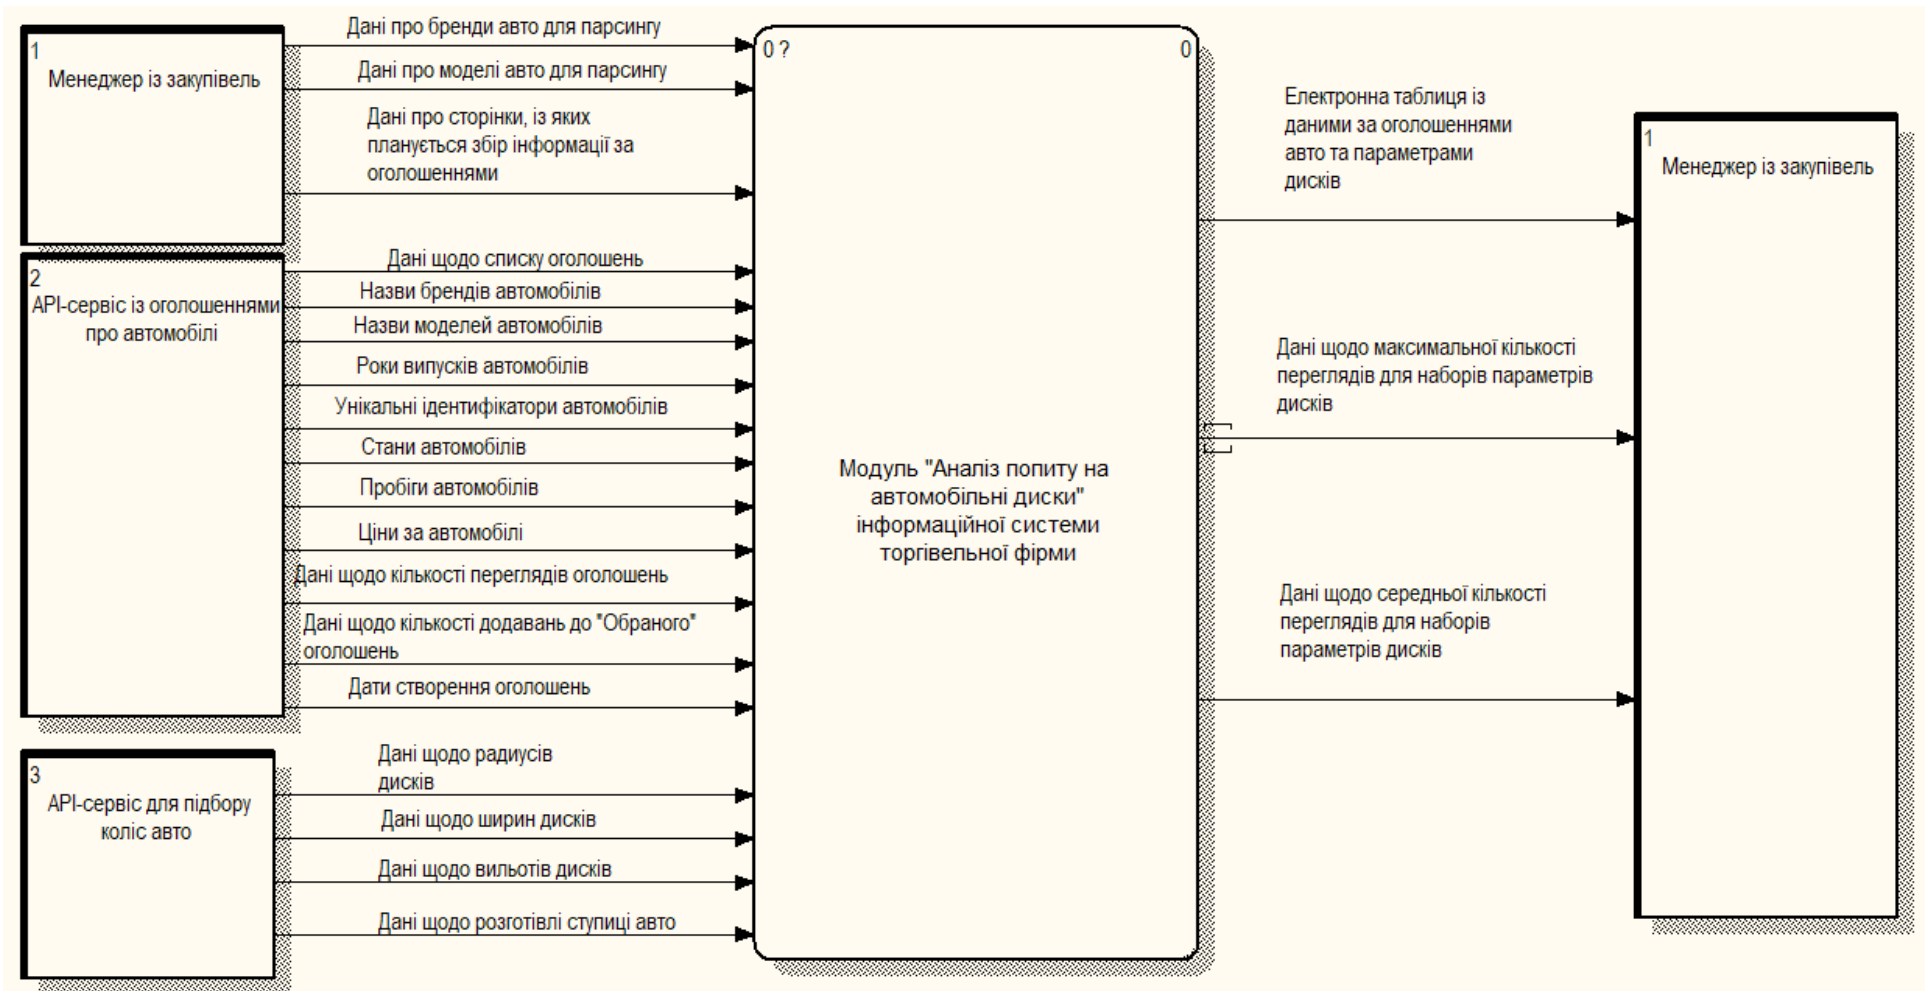 1
Менеджер із закупівель
Дані про бренди авто для парсингу
Дані про моделі авто для парсингу
Дані про сторінки, із яких
планується збір інформації за
оголошеннями
2
API-сервіс із оголошеннями
про автомобілі
Дані щодо списку оголошень
Назви брендів автомобілів
Назви моделей автомобілів
Роки випусків автомобілів
Унікальні ідентифікатори автомобілів
Стани автомобілів
Пробіги автомобілів
Ціни за автомобілі
Дані щодо кількості переглядів оголошень
Дані щодо кількості додавань до "Обраного"
оголошень
Дати створення оголошень
3
API-сервіс для підбору
коліс авто
Дані щодо радиусів
дисків
Дані щодо ширин дисків
Дані щодо вильотів дисків
Дані щодо розготівлі ступиці авто
0 ?
0
Модуль "Аналіз попиту на
автомобільні диски"
інформаційної системи
торгівельної фірми
Електронна таблиця із
даними за оголошеннями
авто та параметрами
дисків
Дані щодо максимальної кількості
переглядів для наборів параметрів
дисків
Дані щодо середньої кількості
переглядів для наборів
параметрів дисків
1
Менеджер із закупівель